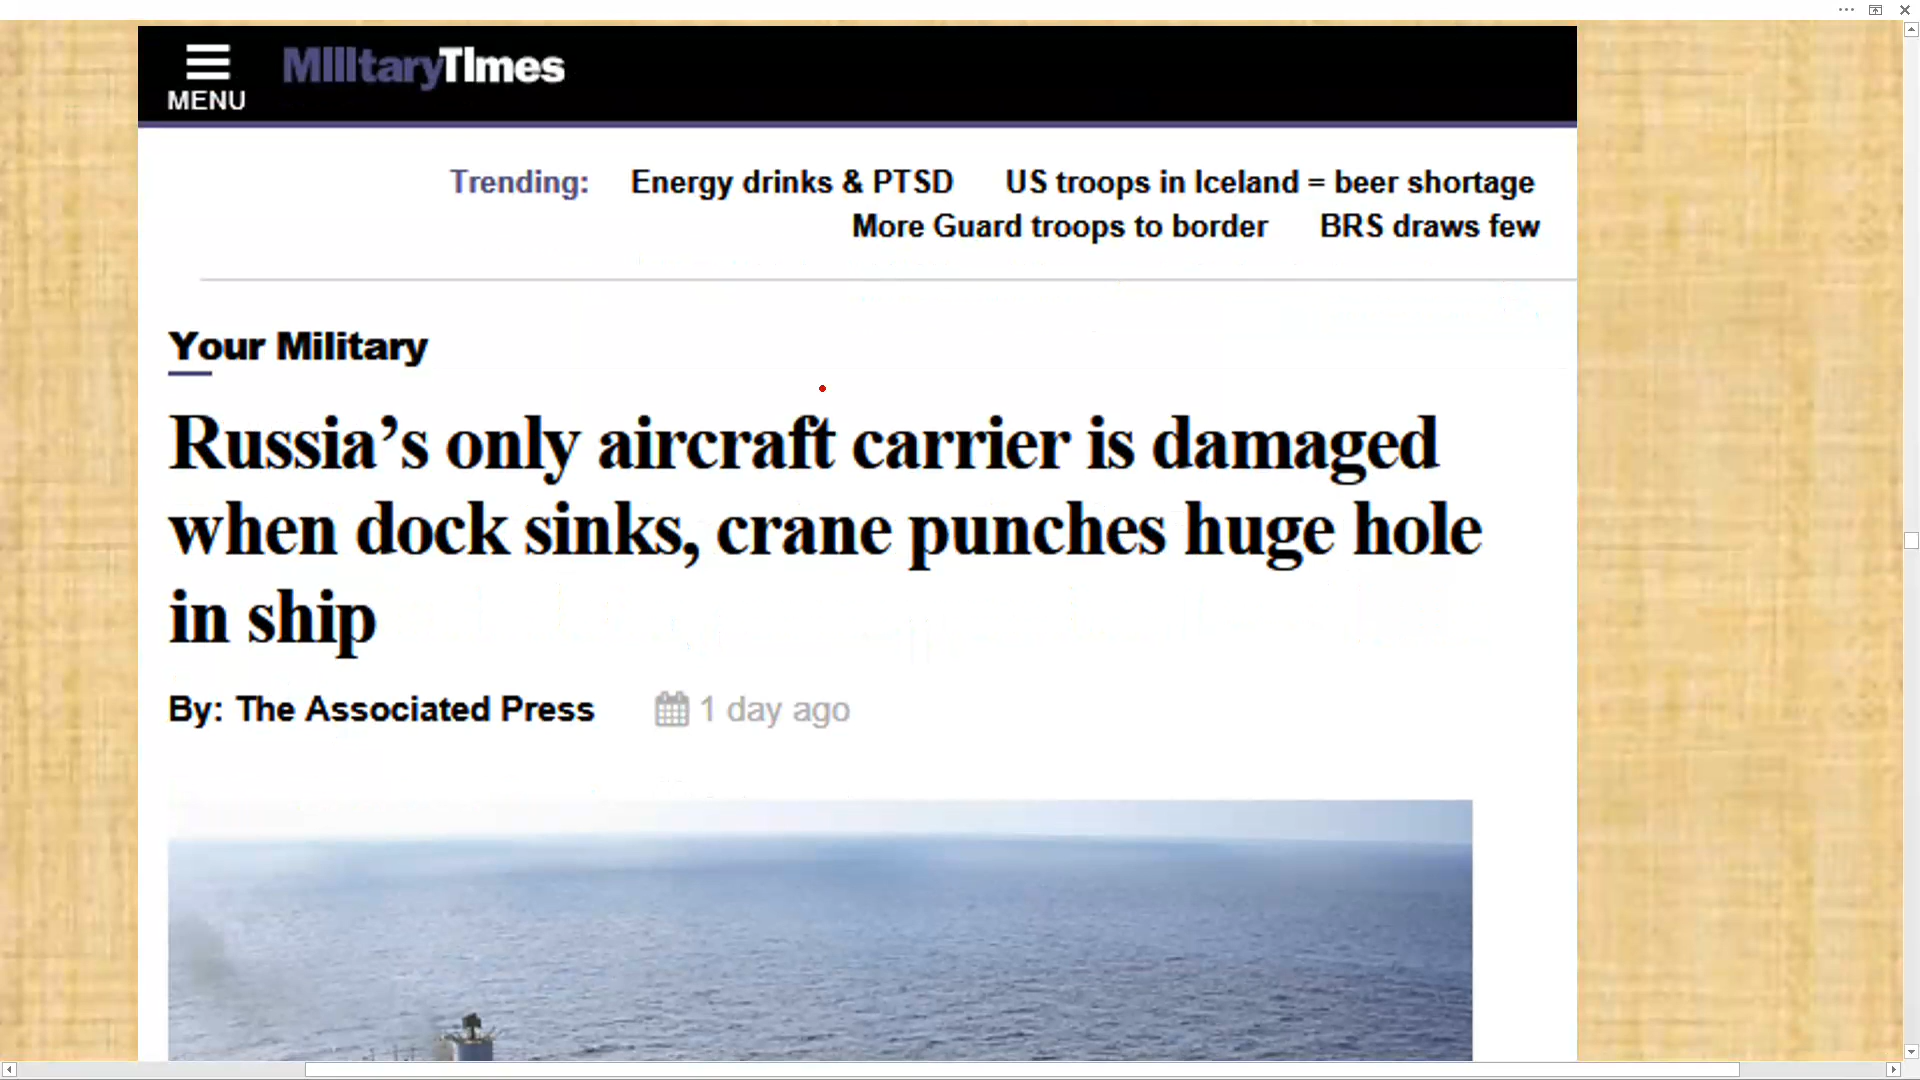 MENU
MilitaryTimes
Trending: Energy drinks & PTSD US troops in Iceland = beer shortage
More Guard troops to border BRS draws few
Your Military
Russia’s only aircraft carrier is damaged
when dock sinks, crane punches huge hole
in ship
By: The Associated Press 1 day ago